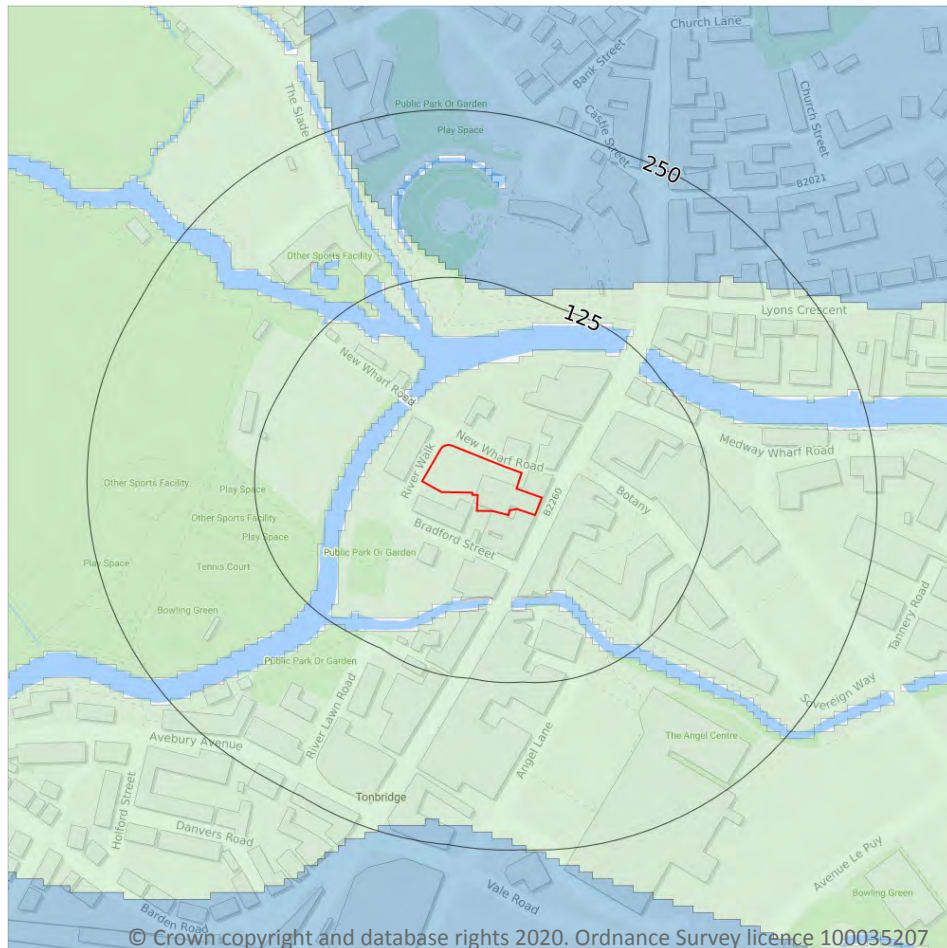 Church Lane
Bank Street
The Slade
Public Park Or Garden
Play Space
Castle Street
Church Street
250
B2021
Other Sports Facility
125
Lyons Crescent
New Wharf Road
Medway Wharf Road
New Wharf Road
River Walk
B2260
Botany
Other Sports Facility
Play Space
Other Sports Facility
Play Space
Bradford Street
Public Park Or Garden
Play Space
Tennis Court
Bowling Green
Tannery Road
Public Park Or Garden
Sovereign Way
River Lawn Road
Avebury Avenue
The Angel Centre
Angel Lane
Holford Street
Tonbridge
Danvers Road
Avenue Le Puy
Vale Road
Bowling Green
Barden Road
© Crown copyright and database rights 2020. Ordnance Survey licence 100035207